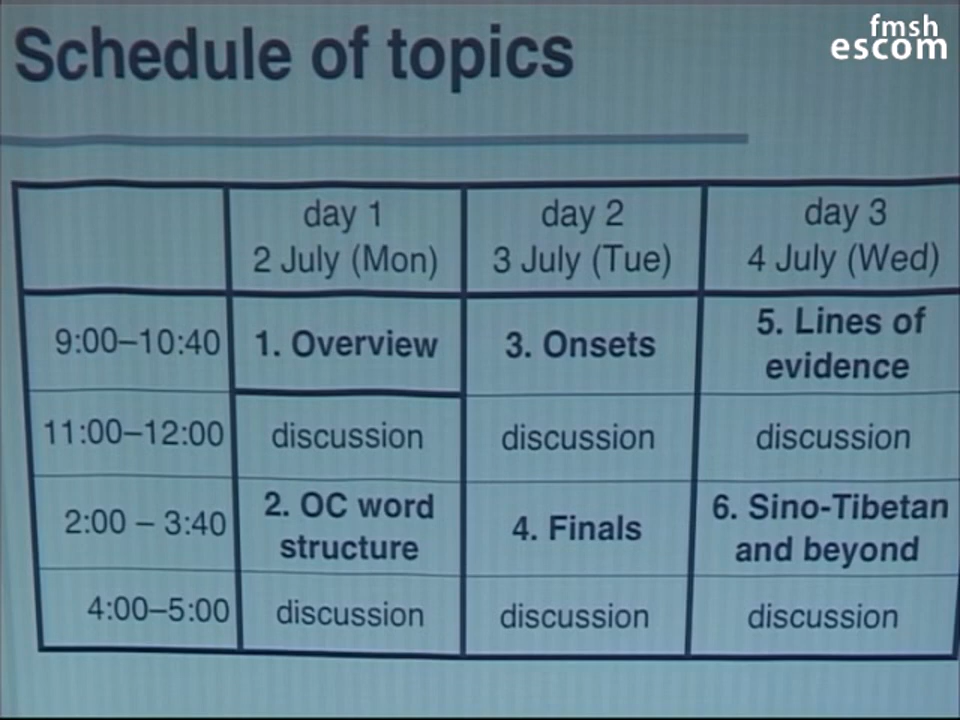 Schedule of topics
fmsh
escom
day 1
2 July (Mon)
day 2
3 July (Tue)
day 3
4 July (Wed)
9:00–10:40
1. Overview
3. Onsets
5. Lines of
evidence
11:00–12:00
discussion
discussion
discussion
2:00 – 3:40
2. OC word
structure
4. Finals
6. Sino-Tibetan
and beyond
4:00–5:00
discussion
discussion
discussion